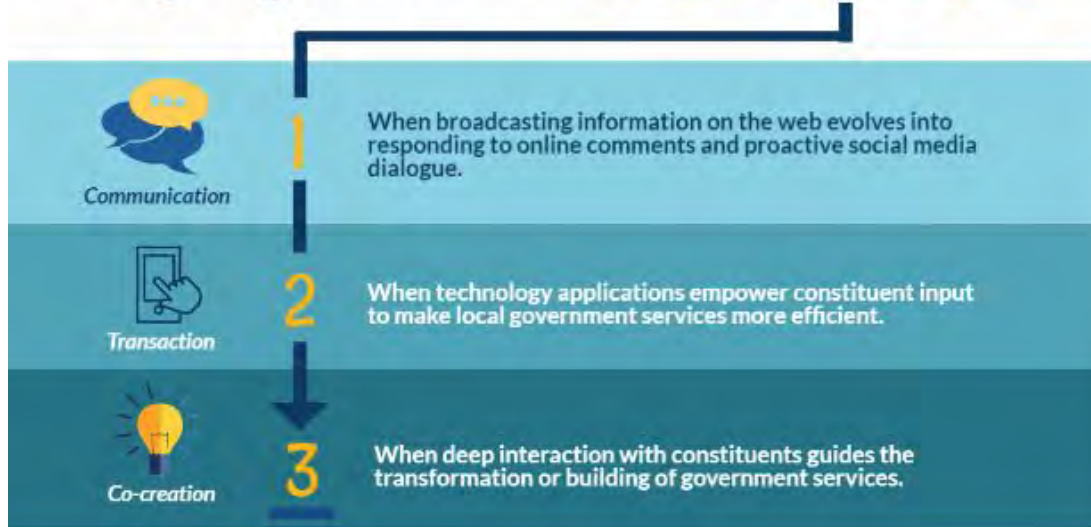 1
When broadcasting information on the web evolves into
responding to online comments and proactive social media
dialogue.
Communication
2
When technology applications empower constituent input
to make local government services more efficient.
Transaction
3
When deep interaction with constituents guides the
transformation or building of government services.
Co-creation